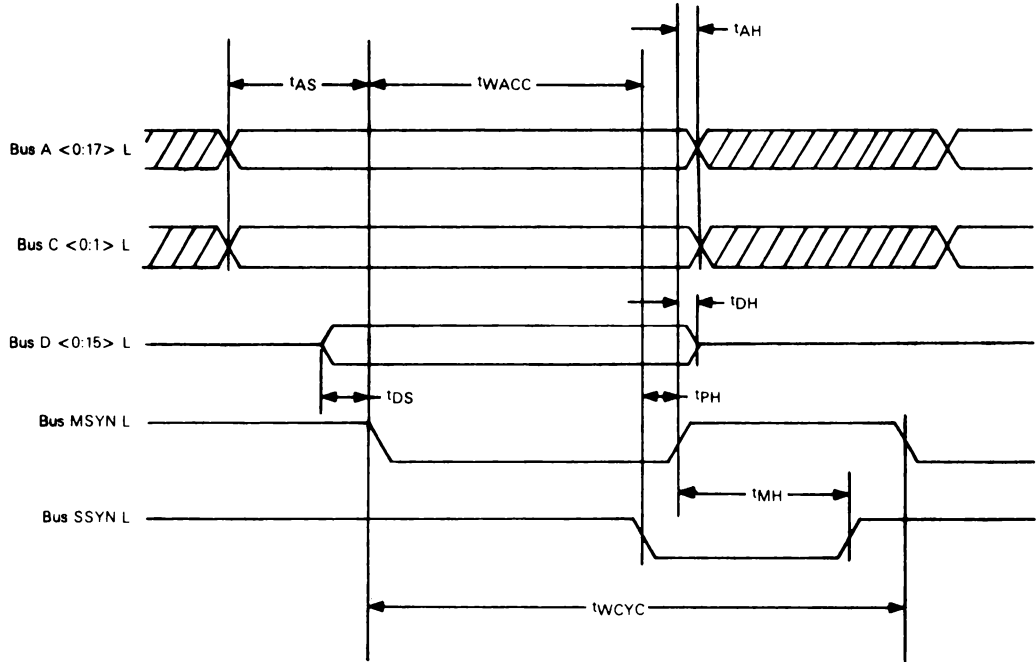 tAH
tAS
tWACC
Bus A <0:17> L
Bus C <0:1> L
tDH
Bus D <0:15> L
tDS
tPH
Bus MSYN L
tMH
Bus SSYN L
tWCYC